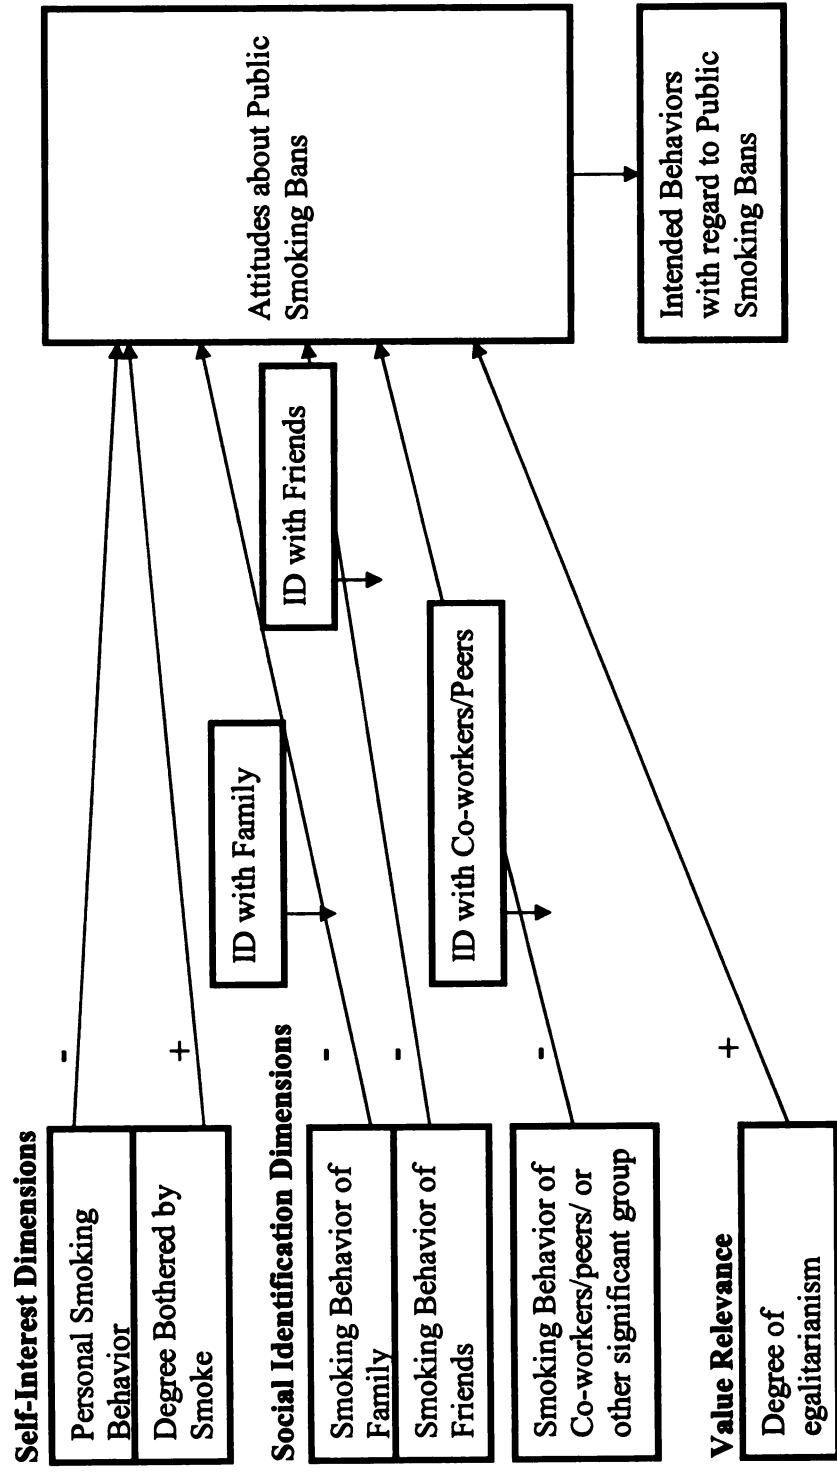 Self-Interest Dimensions
Personal Smoking
Behavior
-
Degree Bothered by
Smoke
+
Social Identification Dimensions
Smoking Behavior of
Family
-
Smoking Behavior of
Friends
-
Smoking Behavior of
Co-workers/peers/ or
other significant group
-
Value Relevance
Degree of
egalitarianism
+
ID with Family
ID with Friends
ID with Co-workers/Peers
Attitudes about Public
Smoking Bans
Intended Behaviors
with regard to Public
Smoking Bans